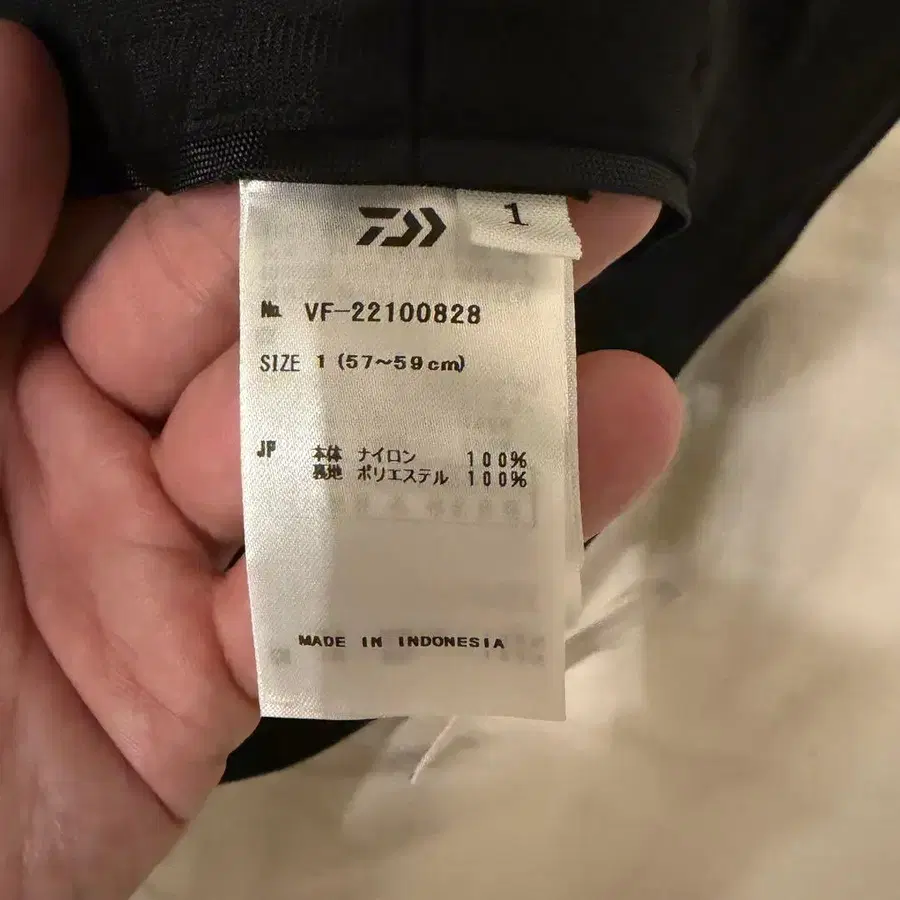 1
№ VF-22100828
SIZE 1 (57～59cm)
JP 本体 ナイロン 100%
裏地 ポリエステル 100%
MADE IN INDONESIA